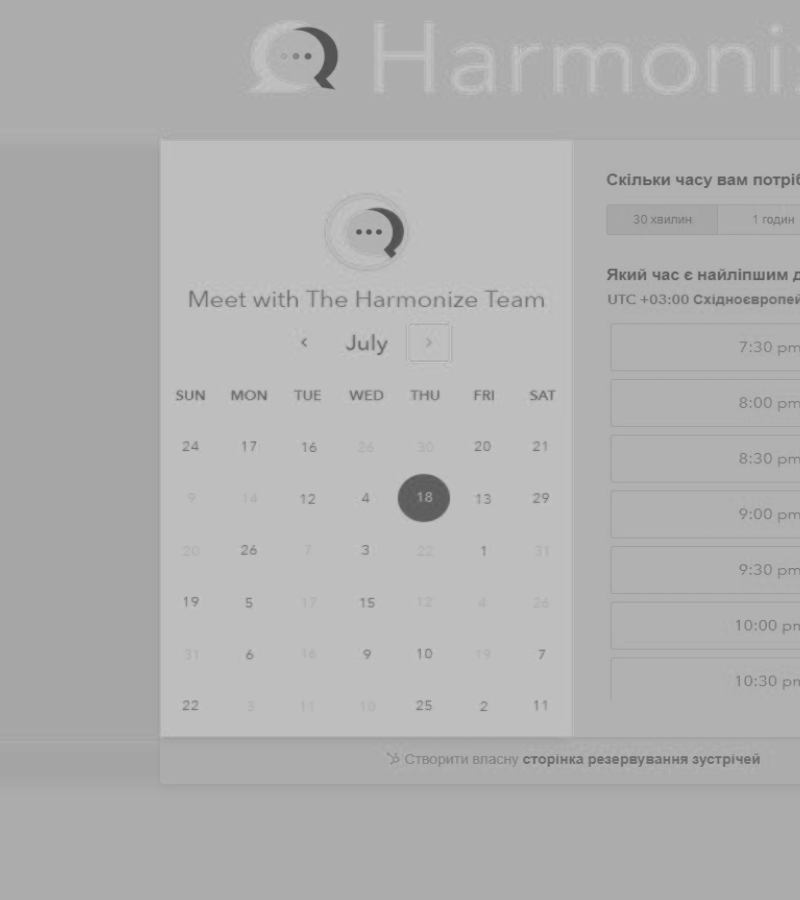 Harmoni
Meet with The Harmonize Team
‹ July ›
SUN MON TUE WED THU FRI SAT
24 17 16 26 30 20 21
9 14 12 4 18 13 29
20 26 7 3 22 1 31
19 5 17 15 12 4 26
31 6 16 9 10 19 7
22 3 11 10 25 2 11
Скільки часу вам потріб
30 хвилин 1 годин
Який час є найліпшим д
UTC +03:00 Східноєвропей
7:30 pm
8:00 pm
8:30 pm
9:00 pm
9:30 pm
10:00 pm
10:30 pm
Створити власну сторінка резервування зустрічей